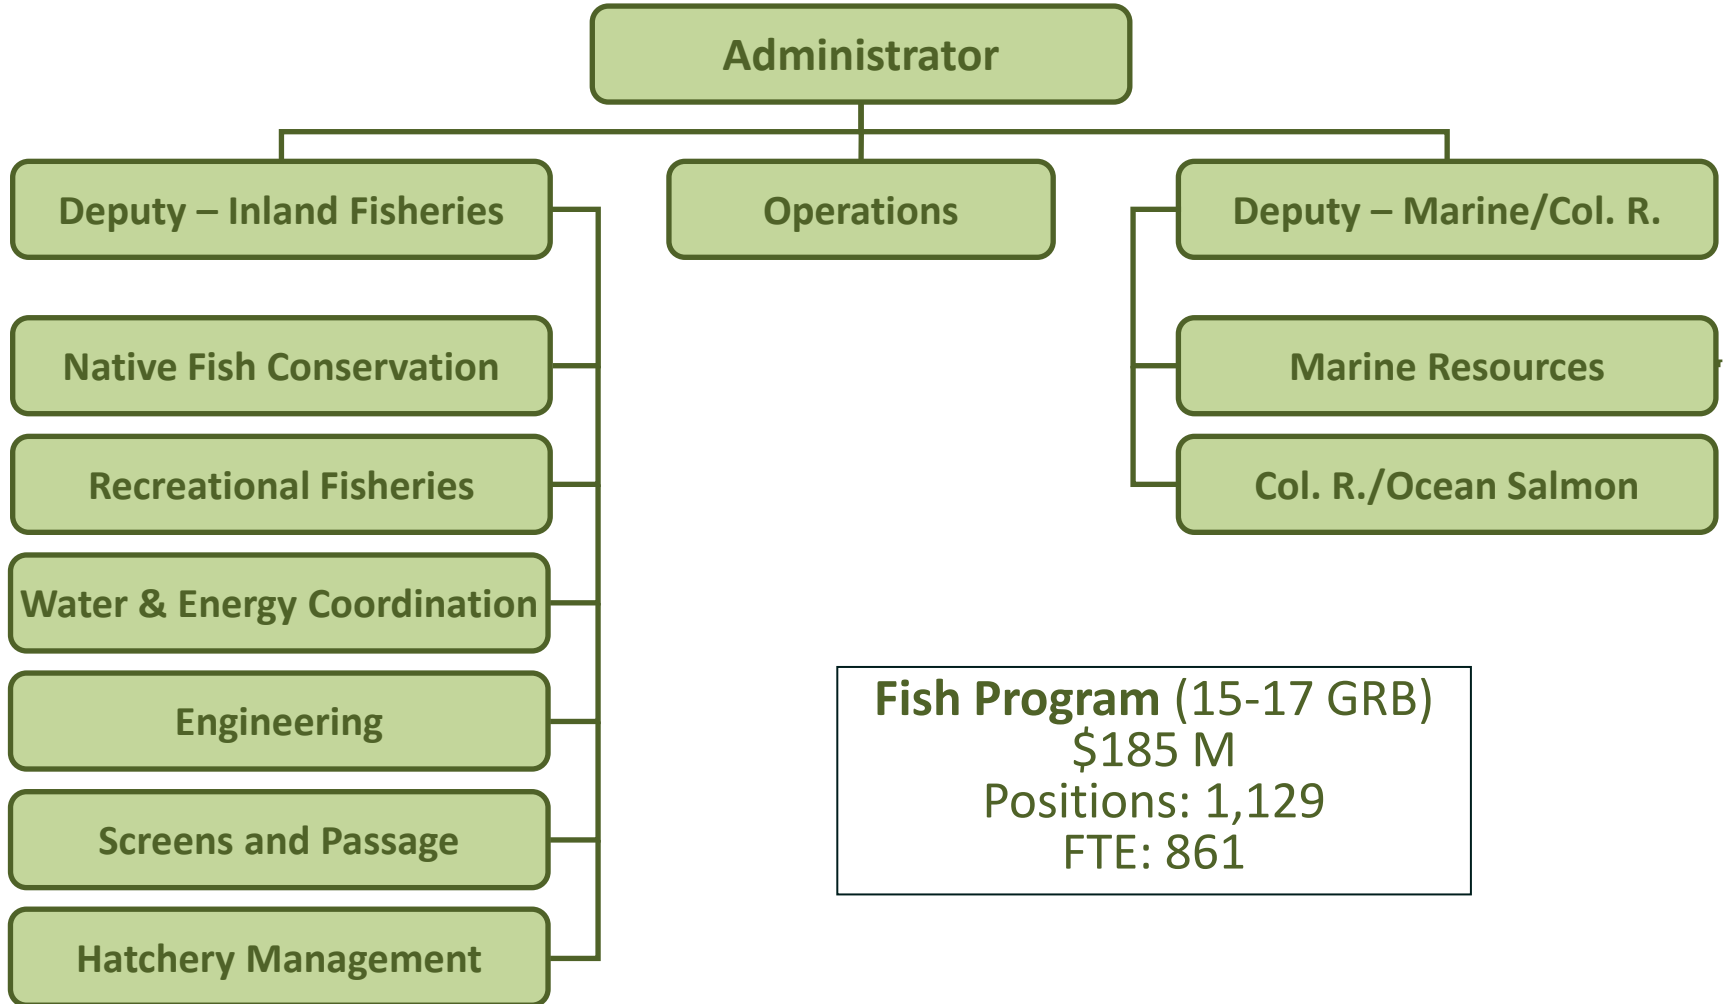 Administrator
Deputy – Inland Fisheries
Operations
Deputy – Marine/Col. R.
Native Fish Conservation
Marine Resources
Recreational Fisheries
Col. R./Ocean Salmon
Water & Energy Coordination
Engineering
Screens and Passage
Hatchery Management
Fish Program (15-17 GRB)
$185 M
Positions: 1,129
FTE: 861